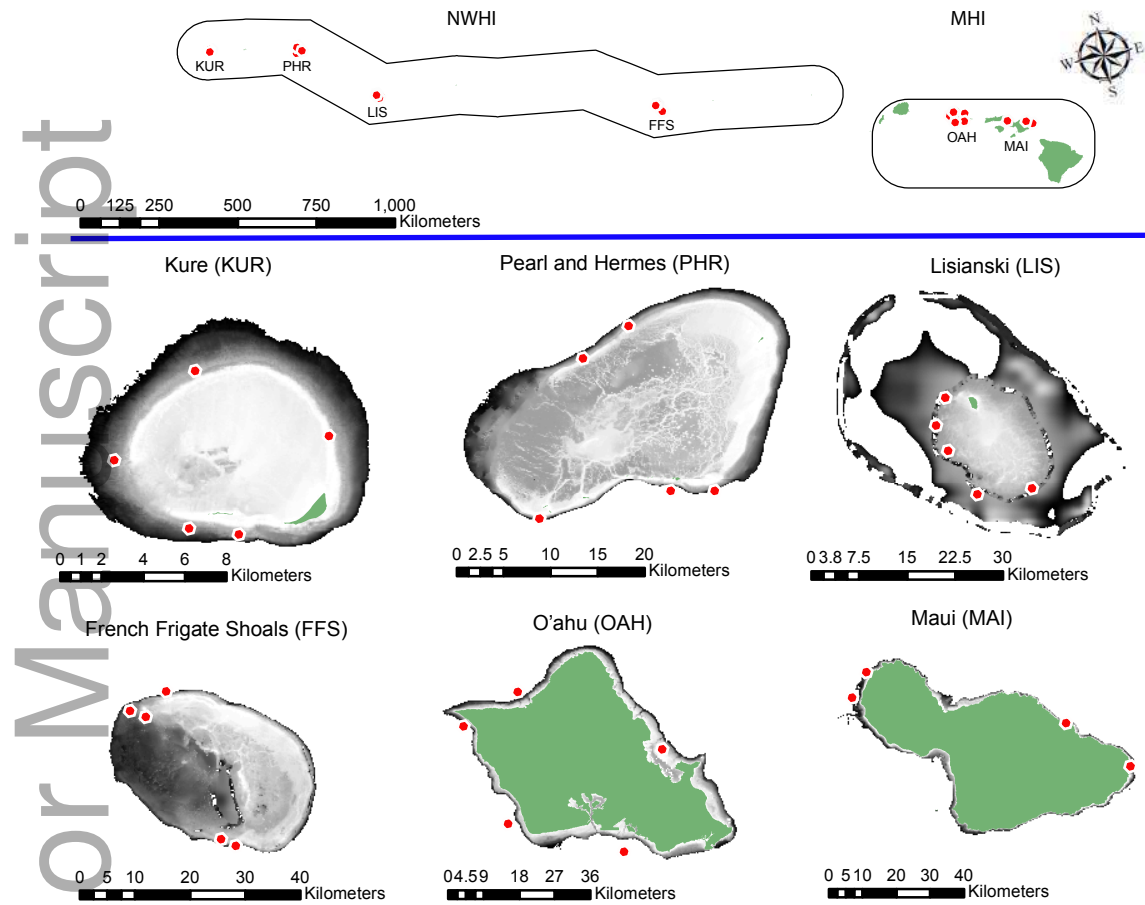 NWHI
MHI
N
W
E
S
KUR
PHR
LIS
FFS
OAH
MAI
0 125 250 500 750 1,000
Kilometers
or Manuscript
Kure (KUR)
Pearl and Hermes (PHR)
Lisianski (LIS)
0 1 2 4 6 8
Kilometers
0 2.5 5 10 15 20
Kilometers
0 3.8 7.5 15 22.5 30
Kilometers
French Frigate Shoals (FFS)
O'ahu (OAH)
Maui (MAI)
0 5 10 20 30 40
Kilometers
0 4.5 9 18 27 36
Kilometers
0 5 10 20 30 40
Kilometers